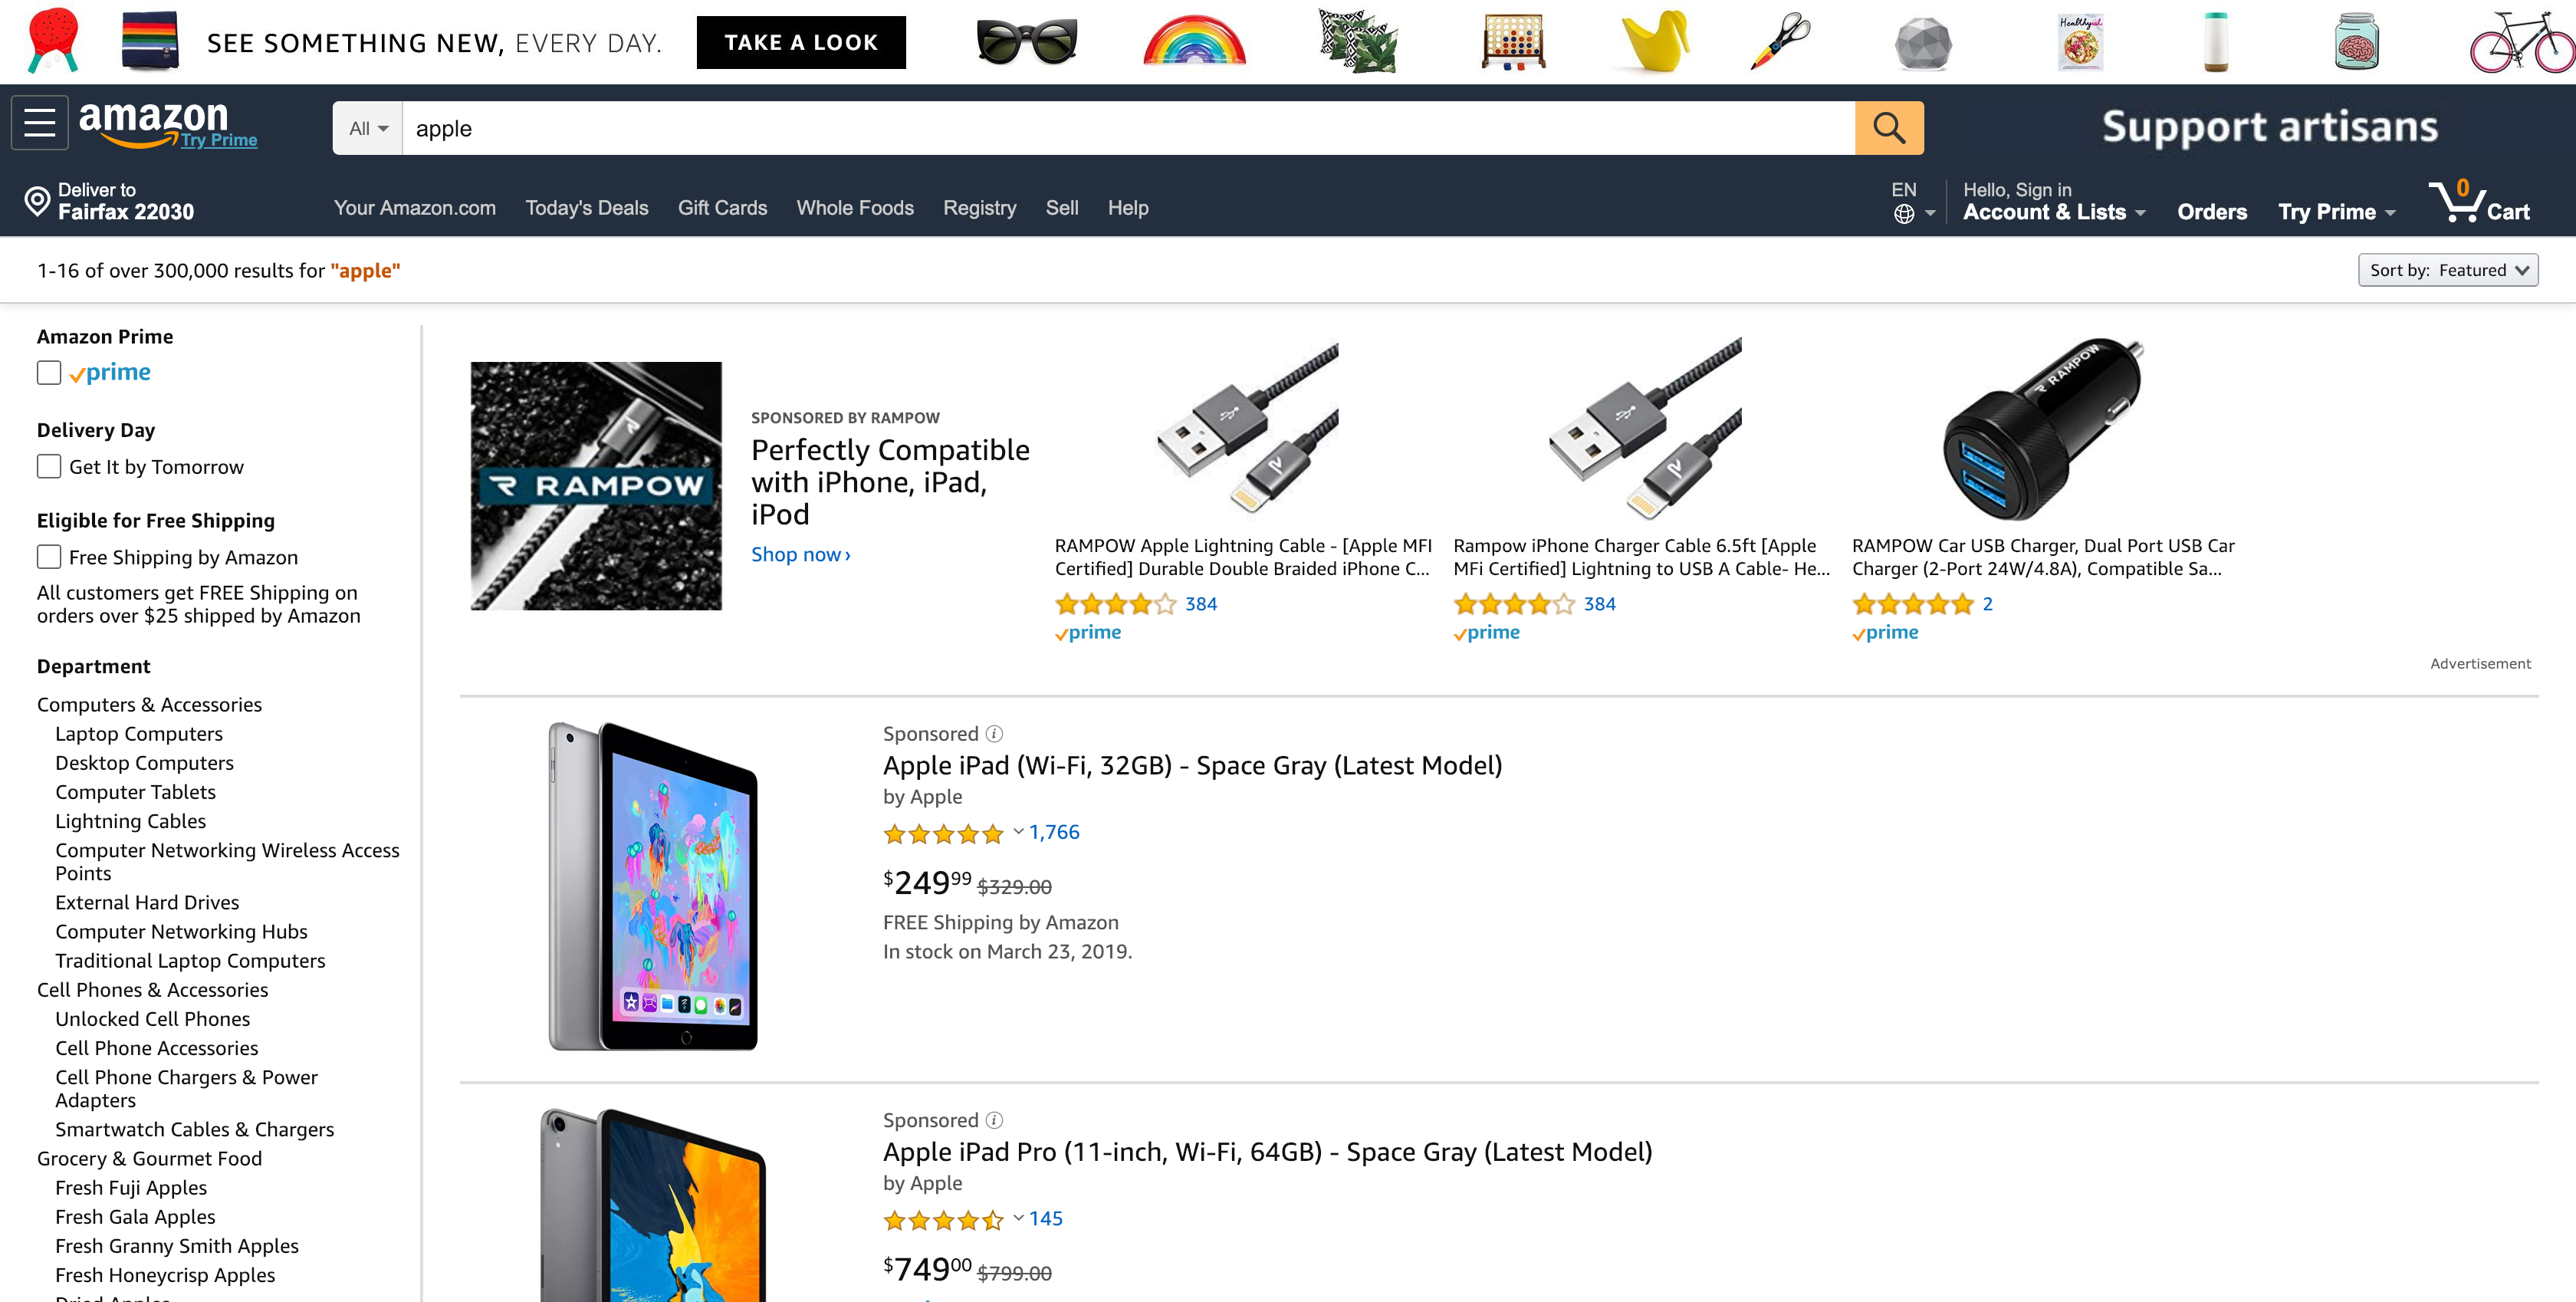 SEE SOMETHING NEW, EVERY DAY.
TAKE A LOOK
Healthyish
amazon
Try Prime
All
apple
Support artisans
Deliver to
Fairfax 22030
Your Amazon.com
Today's Deals
Gift Cards
Whole Foods
Registry
Sell
Help
EN
Hello, Sign in
Account & Lists
Orders
Try Prime
0
Cart
1-16 of over 300,000 results for "apple"
Sort by: Featured
Amazon Prime
prime
Delivery Day
Get It by Tomorrow
Eligible for Free Shipping
Free Shipping by Amazon
All customers get FREE Shipping on
orders over $25 shipped by Amazon
Department
Computers & Accessories
Laptop Computers
Desktop Computers
Computer Tablets
Lightning Cables
Computer Networking Wireless Access
Points
External Hard Drives
Computer Networking Hubs
Traditional Laptop Computers
Cell Phones & Accessories
Unlocked Cell Phones
Cell Phone Accessories
Cell Phone Chargers & Power
Adapters
Smartwatch Cables & Chargers
Grocery & Gourmet Food
Fresh Fuji Apples
Fresh Gala Apples
Fresh Granny Smith Apples
Fresh Honeycrisp Apples
RAMPOW
SPONSORED BY RAMPOW
Perfectly Compatible
with iPhone, iPad,
iPod
Shop now ›
RAMPOW Apple Lightning Cable - [Apple MFI
Certified] Durable Double Braided iPhone C...
384
prime
Rampow iPhone Charger Cable 6.5ft [Apple
MFi Certified] Lightning to USB A Cable- He...
384
prime
RAMPOW
RAMPOW Car USB Charger, Dual Port USB Car
Charger (2-Port 24W/4.8A), Compatible Sa...
2
prime
Advertisement
Sponsored
Apple iPad (Wi-Fi, 32GB) - Space Gray (Latest Model)
by Apple
1,766
$249 99 $329.00
FREE Shipping by Amazon
In stock on March 23, 2019.
Sponsored
Apple iPad Pro (11-inch, Wi-Fi, 64GB) - Space Gray (Latest Model)
by Apple
145
$749 00 $799.00